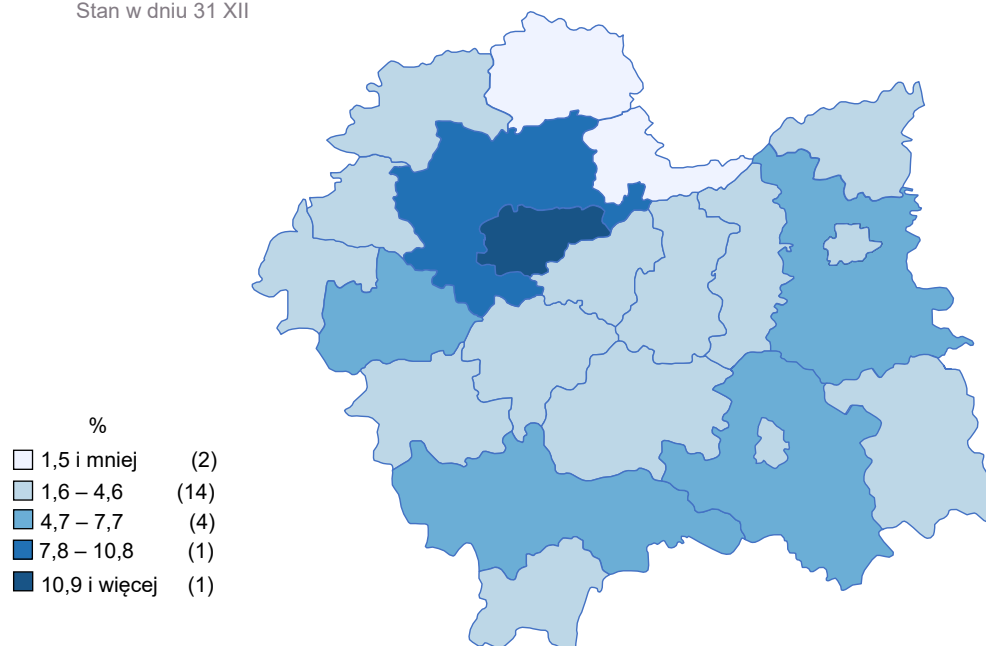 Stan w dniu 31 XII
%
1,5 i mniej (2)
1,6 – 4,6 (14)
4,7 – 7,7 (4)
7,8 – 10,8 (1)
10,9 i więcej (1)